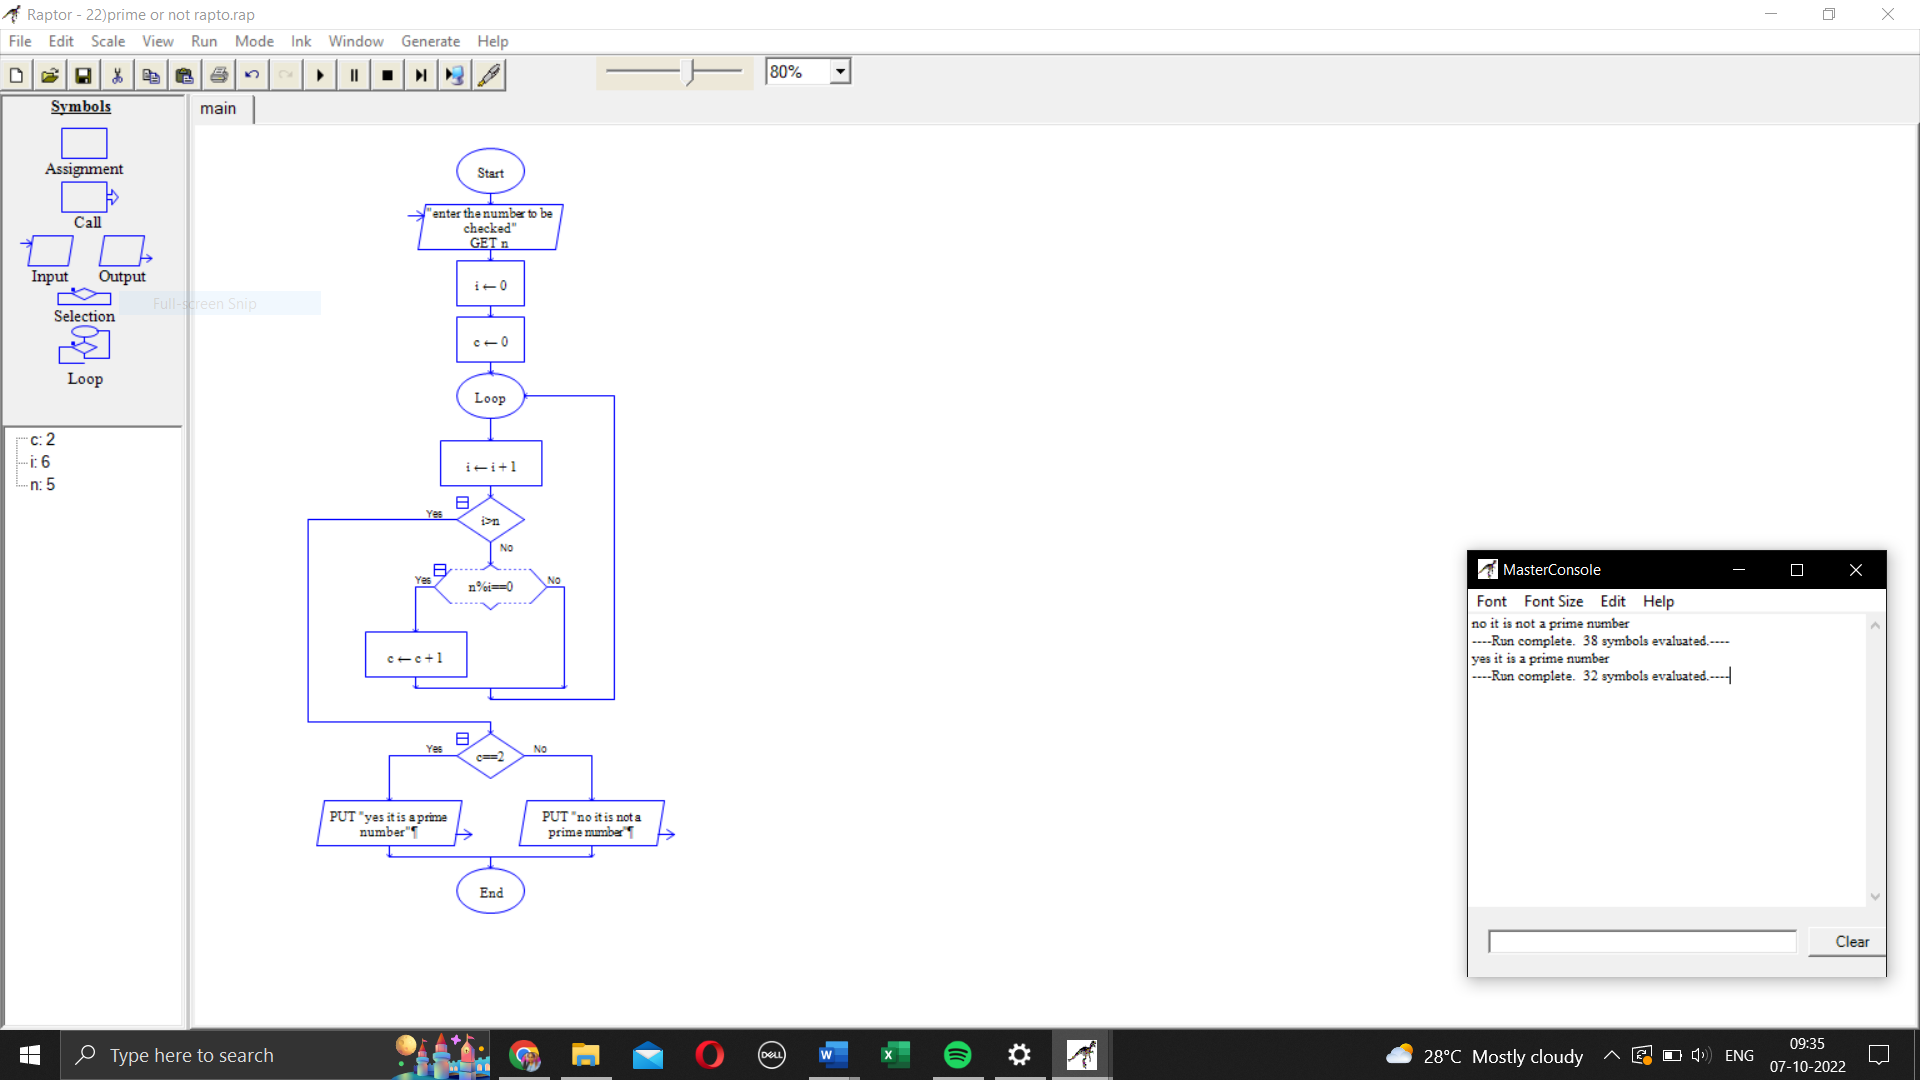 Raptor - 22)prime or not rapto.rap
File Edit Scale View Run Mode Ink Window Generate Help
80%
Symbols
Assignment
Call
Input Output
Selection
Loop
Full-screen Snip
c: 2
i: 6
n: 5
main
Start
"enter the number to be
checked"
GET n
i ← 0
c ← 0
Loop
i ← i + 1
Yes
i>n
No
Yes
n%i==0
No
c ← c + 1
Yes
c==2
No
PUT "yes it is a prime
number"¶
PUT "no it is not a
prime number"¶
End
MasterConsole
Font Font Size Edit Help
no it is not a prime number
----Run complete.  38 symbols evaluated.----
yes it is a prime number
----Run complete.  32 symbols evaluated.----
Clear
Type here to search
DELL
W
X
28°C Mostly cloudy
ENG
09:35
07-10-2022